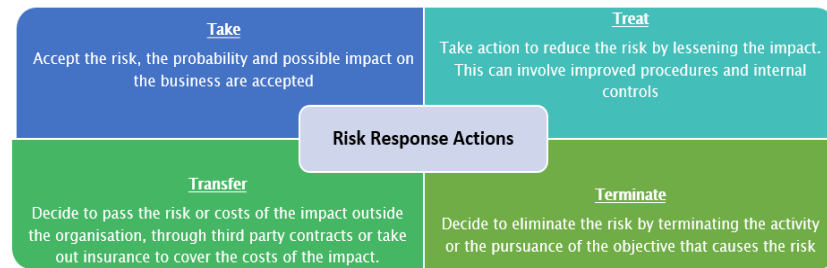 Take
Accept the risk, the probability and possible impact on
the business are accepted
Treat
Take action to reduce the risk by lessening the impact.
This can involve improved procedures and internal
controls
Risk Response Actions
Transfer
Decide to pass the risk or costs of the impact outside
the organisation, through third party contracts or take
out insurance to cover the costs of the impact.
Terminate
Decide to eliminate the risk by terminating the activity
or the pursuance of the objective that causes the risk